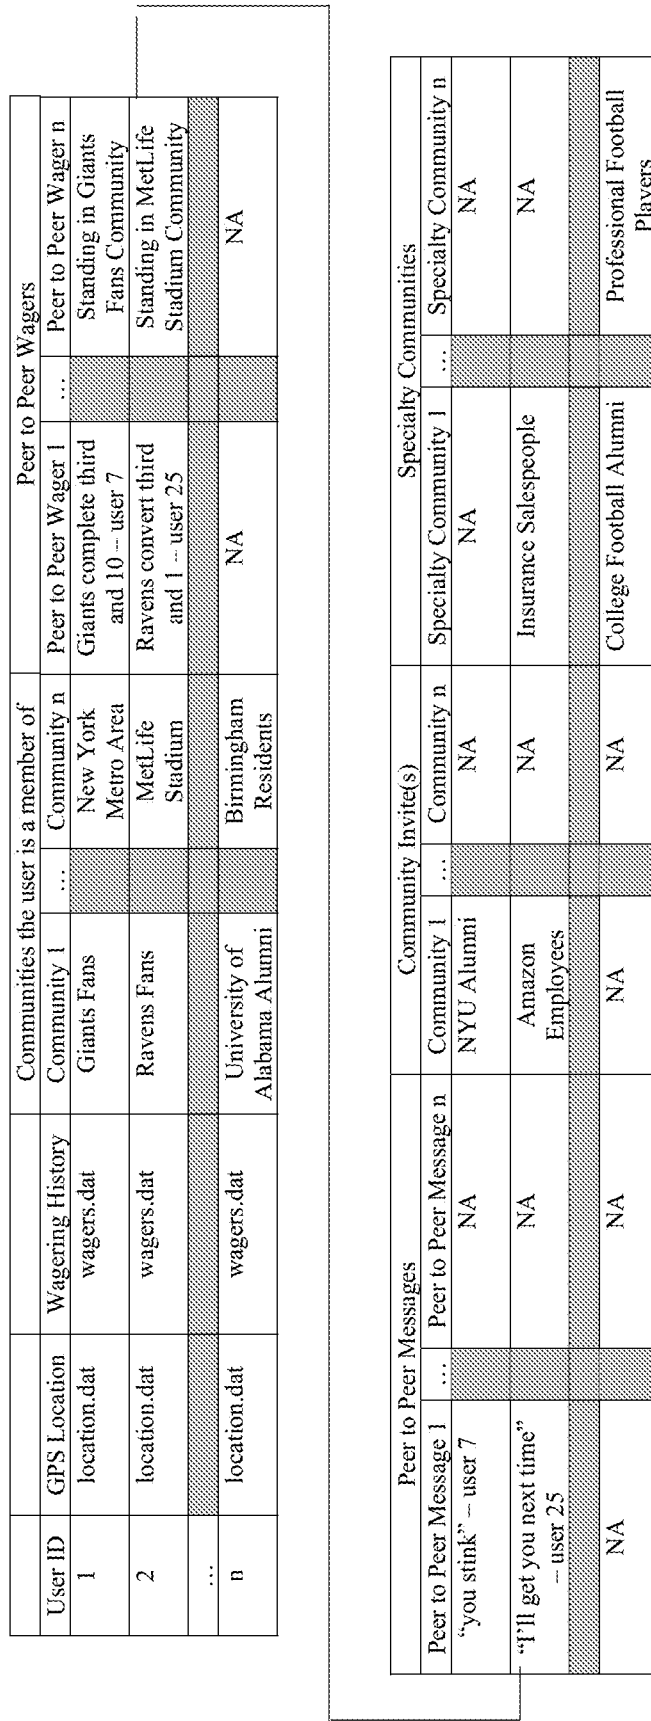 Communities the user is a member of Peer to Peer Wagers
User ID GPS Location Wagering History Community 1 … Community n Peer to Peer Wager 1 … Peer to Peer Wager n
1 location.dat wagers.dat Giants Fans New York Giants complete third Standing in Giants
Metro Area and 10 – user 7 Fans Community
2 location.dat wagers.dat Ravens Fans MetLife Ravens convert third Standing in MetLife
Stadium and 1 – user 25 Stadium Community
…
n location.dat wagers.dat University of Birmingham NA NA
Alabama Alumni Residents
Peer to Peer Messages Community Invite(s) Specialty Communities
Peer to Peer Message 1 … Peer to Peer Message n Community 1 … Community n Specialty Community 1 … Specialty Community n
“you stink” – user 7 NA NYU Alumni NA NA NA
“I’ll get you next time” NA Amazon NA Insurance Salespeople NA
– user 25 Employees
NA NA NA NA College Football Alumni Professional Football
Players